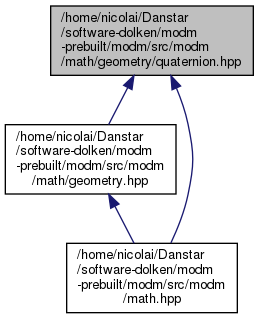 /home/nicolai/Danstar
/software-dolken/modm
-prebuilt/modm/src/modm
/math/geometry/quaternion.hpp
/home/nicolai/Danstar
/software-dolken/modm
-prebuilt/modm/src/modm
/math/geometry.hpp
/home/nicolai/Danstar
/software-dolken/modm
-prebuilt/modm/src/modm
/math.hpp